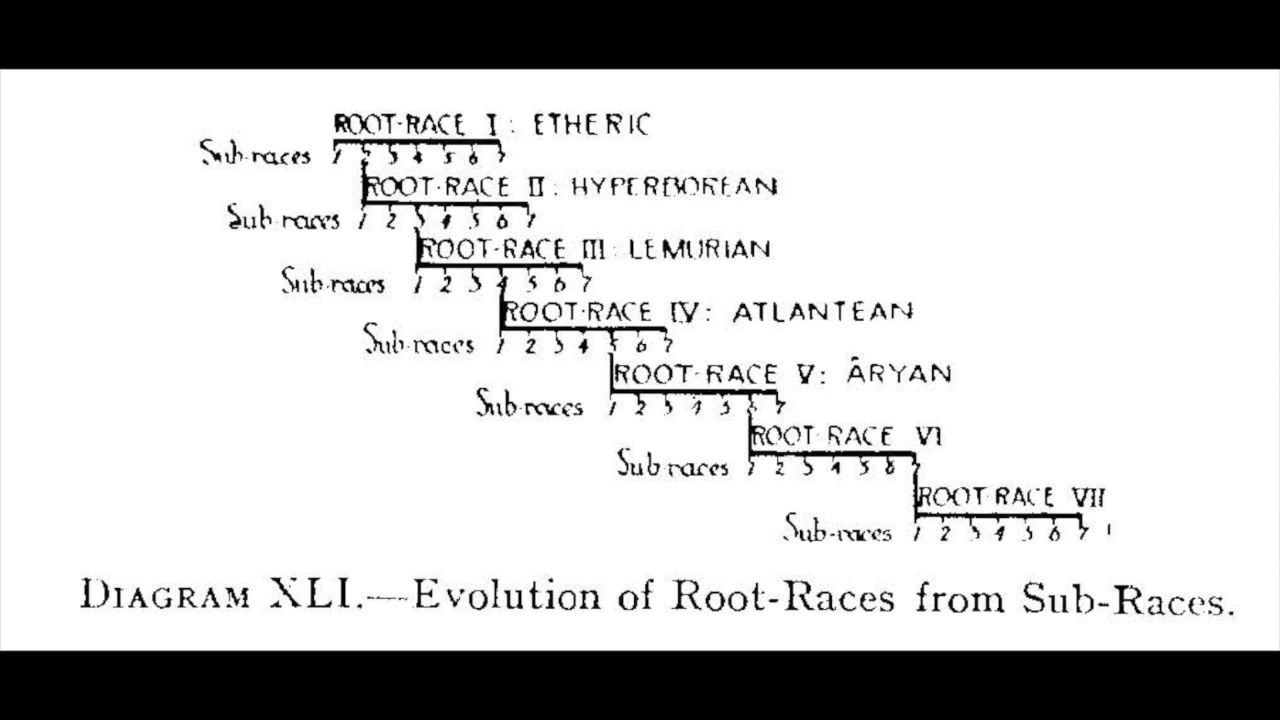 ROOT-RACE I : ETHERIC
Sub-races 1 2 3 4 5 6 7
ROOT-RACE II : HYPERBOREAN
Sub-races 1 2 3 4 5 6 7
ROOT-RACE III : LEMURIAN
Sub-races 1 2 3 4 5 6 7
ROOT-RACE IV : ATLANTEAN
Sub-races 1 2 3 4 5 6 7
ROOT-RACE V : ĀRYAN
Sub-races 1 2 3 4 5 6 7
ROOT-RACE VI
Sub-races 1 2 3 4 5 6 7
ROOT-RACE VII
Sub-races 1 2 3 4 5 6 7
DIAGRAM XLI.—Evolution of Root-Races from Sub-Races.